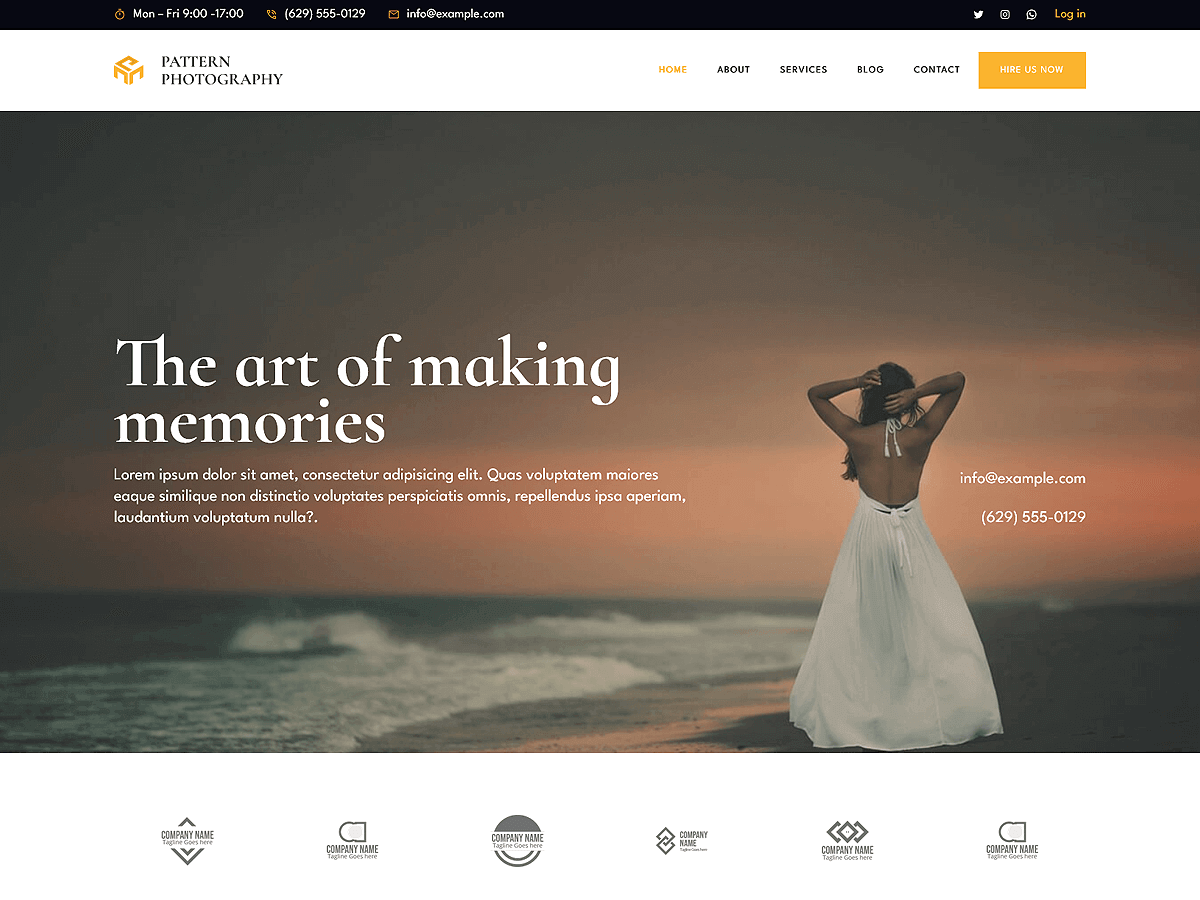 Mon – Fri 9:00 -17:00
(629) 555-0129
info@example.com
Log in
PATTERN
PHOTOGRAPHY
HOME
ABOUT
SERVICES
BLOG
CONTACT
HIRE US NOW
The art of making
memories
Lorem ipsum dolor sit amet, consectetur adipisicing elit. Quas voluptatem maiores
eaque similique non distinctio voluptates perspiciatis omnis, repellendus ipsa aperiam,
laudantium voluptatum nulla?.
info@example.com
(629) 555-0129
COMPANY NAME
Tagline Goes here
COMPANY NAME
Tagline Goes here
COMPANY NAME
Tagline Goes here
COMPANY
NAME
Tagline Goes here
COMPANY NAME
Tagline Goes here
COMPANY NAME
Tagline Goes here